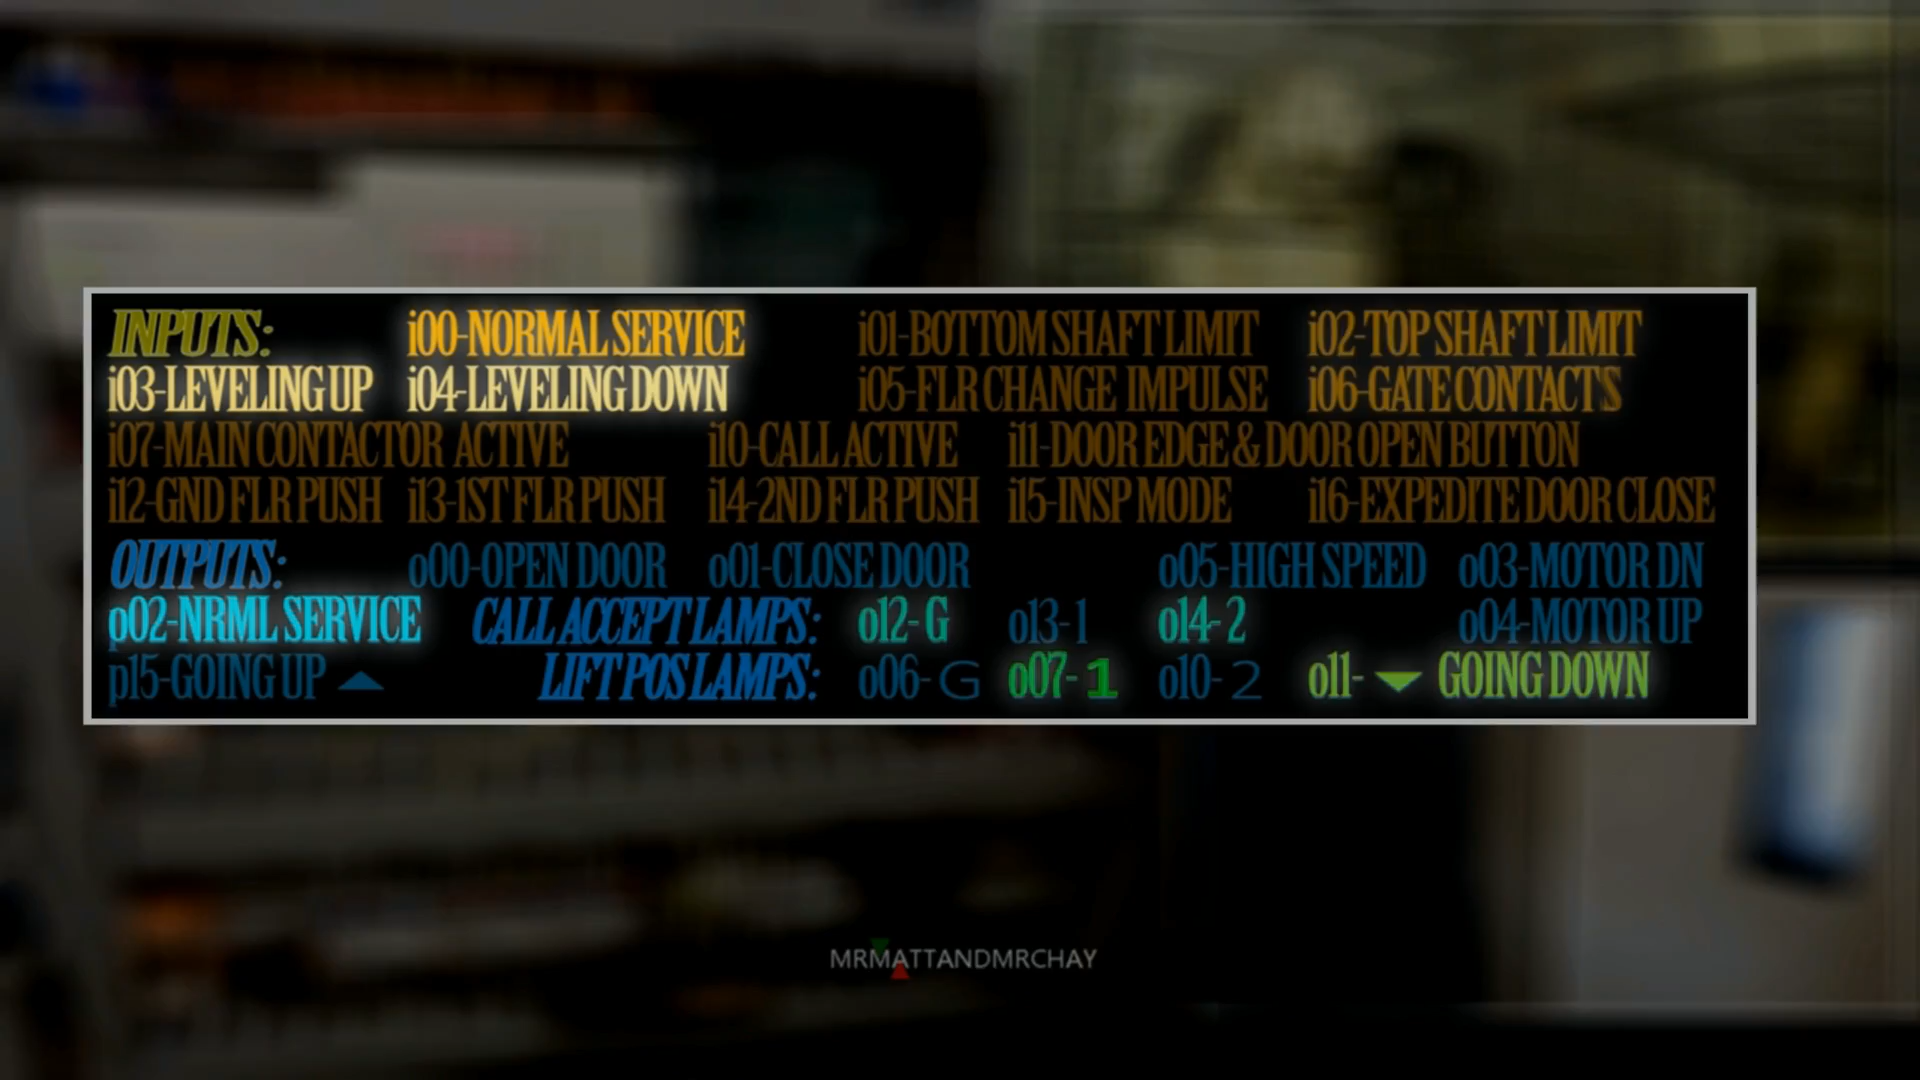 INPUTS: i00-NORMAL SERVICE i01-BOTTOM SHAFT LIMIT i02-TOP SHAFT LIMIT
i03-LEVELING UP i04-LEVELING DOWN i05-FLR CHANGE IMPULSE i06-GATE CONTACTS
i07-MAIN CONTACTOR ACTIVE i10-CALL ACTIVE i11-DOOR EDGE & DOOR OPEN BUTTON
i12-GND FLR PUSH i13-1ST FLR PUSH i14-2ND FLR PUSH i15-INSP MODE i16-EXPEDITE DOOR CLOSE
OUTPUTS: o00-OPEN DOOR o01-CLOSE DOOR o05-HIGH SPEED o03-MOTOR DN
o02-NRML SERVICE CALL ACCEPT LAMPS: o12-G o13-1 o14-2 o04-MOTOR UP
p15-GOING UP ▲ LIFT POS LAMPS: o06-G o07-1 o10-2 o11-▼ GOING DOWN
MRMATTANDMRCHAY